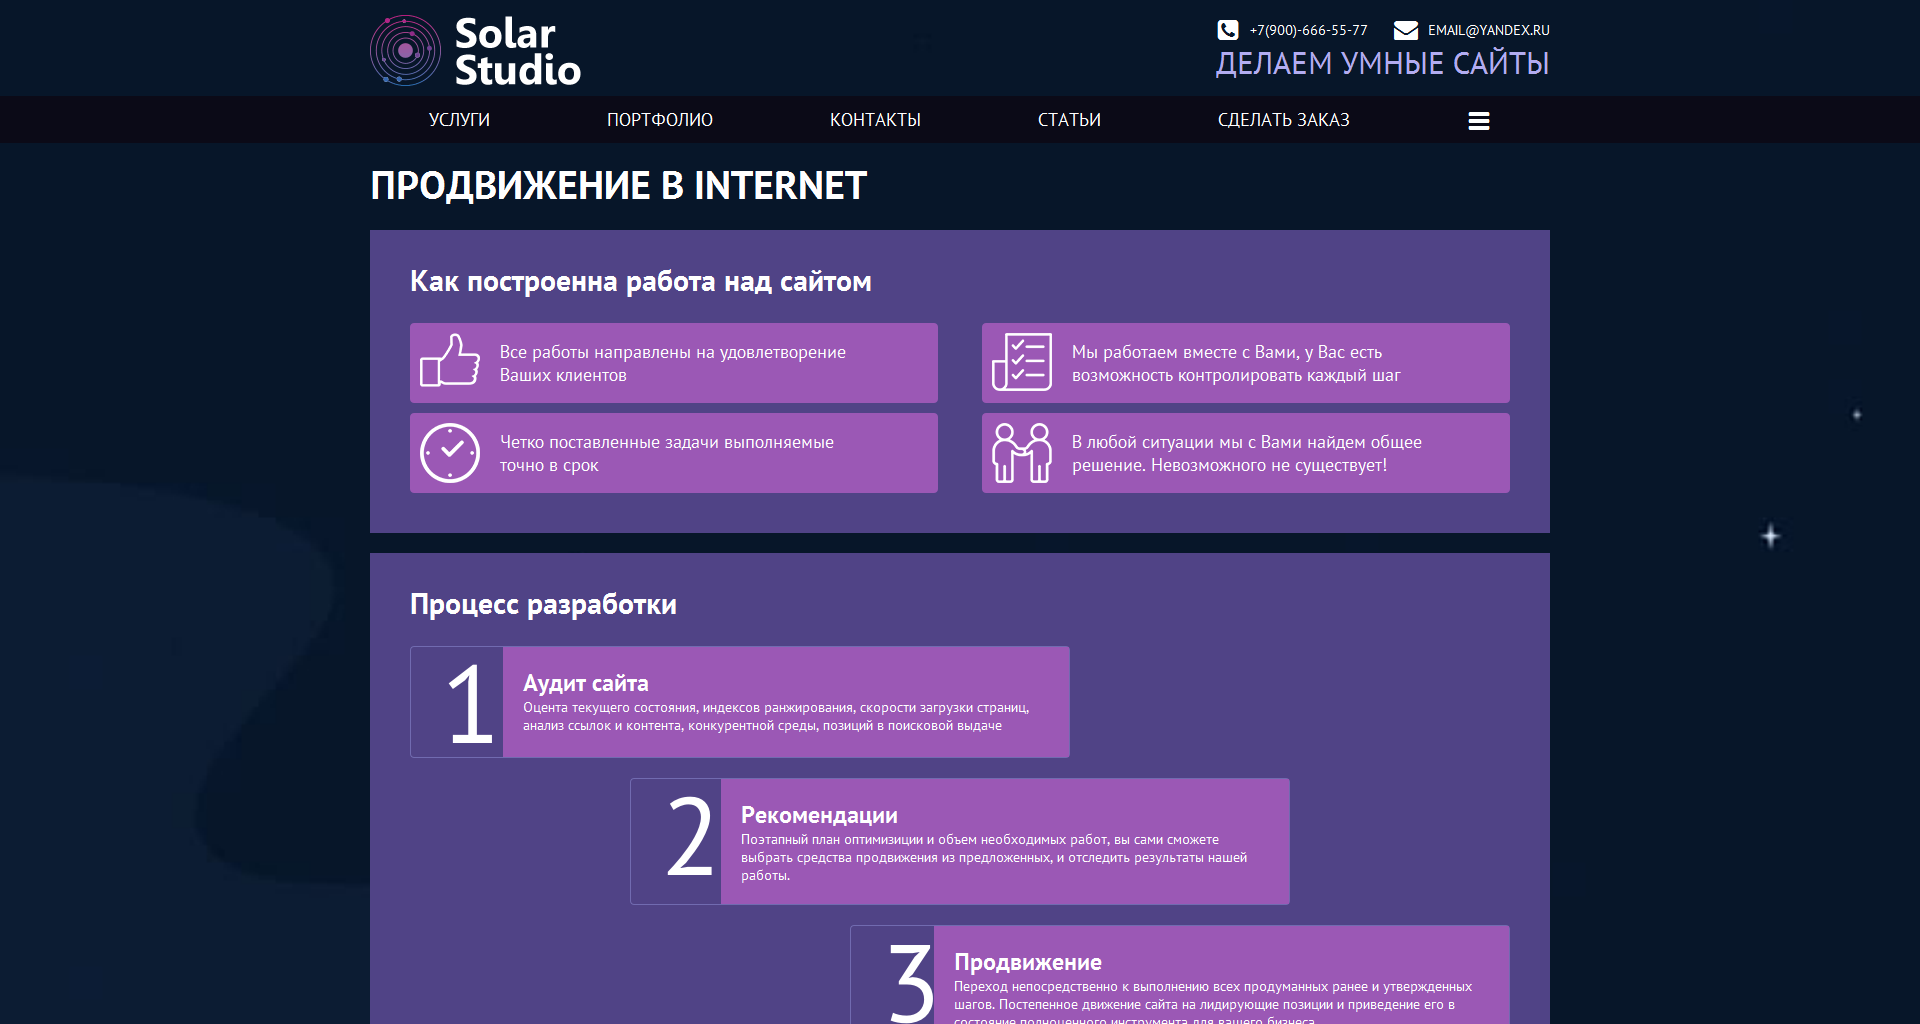 Solar
Studio
+7(900)-666-55-77
EMAIL@YANDEX.RU
ДЕЛАЕМ УМНЫЕ САЙТЫ
УСЛУГИ
ПОРТФОЛИО
КОНТАКТЫ
СТАТЬИ
СДЕЛАТЬ ЗАКАЗ
ПРОДВИЖЕНИЕ В INTERNET
Как построенна работа над сайтом
Все работы направлены на удовлетворение
Ваших клиентов
Мы работаем вместе с Вами, у Вас есть
возможность контролировать каждый шаг
Четко поставленные задачи выполняемые
точно в срок
В любой ситуации мы с Вами найдем общее
решение. Невозможного не существует!
Процесс разработки
1
Аудит сайта
Оцента текущего состояния, индексов ранжирования, скорости загрузки страниц,
анализ ссылок и контента, конкурентной среды, позиций в поисковой выдаче
2
Рекомендации
Поэтапный план оптимизиции и объем необходимых работ, вы сами сможете
выбрать средства продвижения из предложенных, и отследить результаты нашей
работы.
3
Продвижение
Переход непосредственно к выполнению всех продуманных ранее и утвержденных
шагов. Постепенное движение сайта на лидирующие позиции и приведение его в
состояние полноценного инструмента для вашего бизнеса